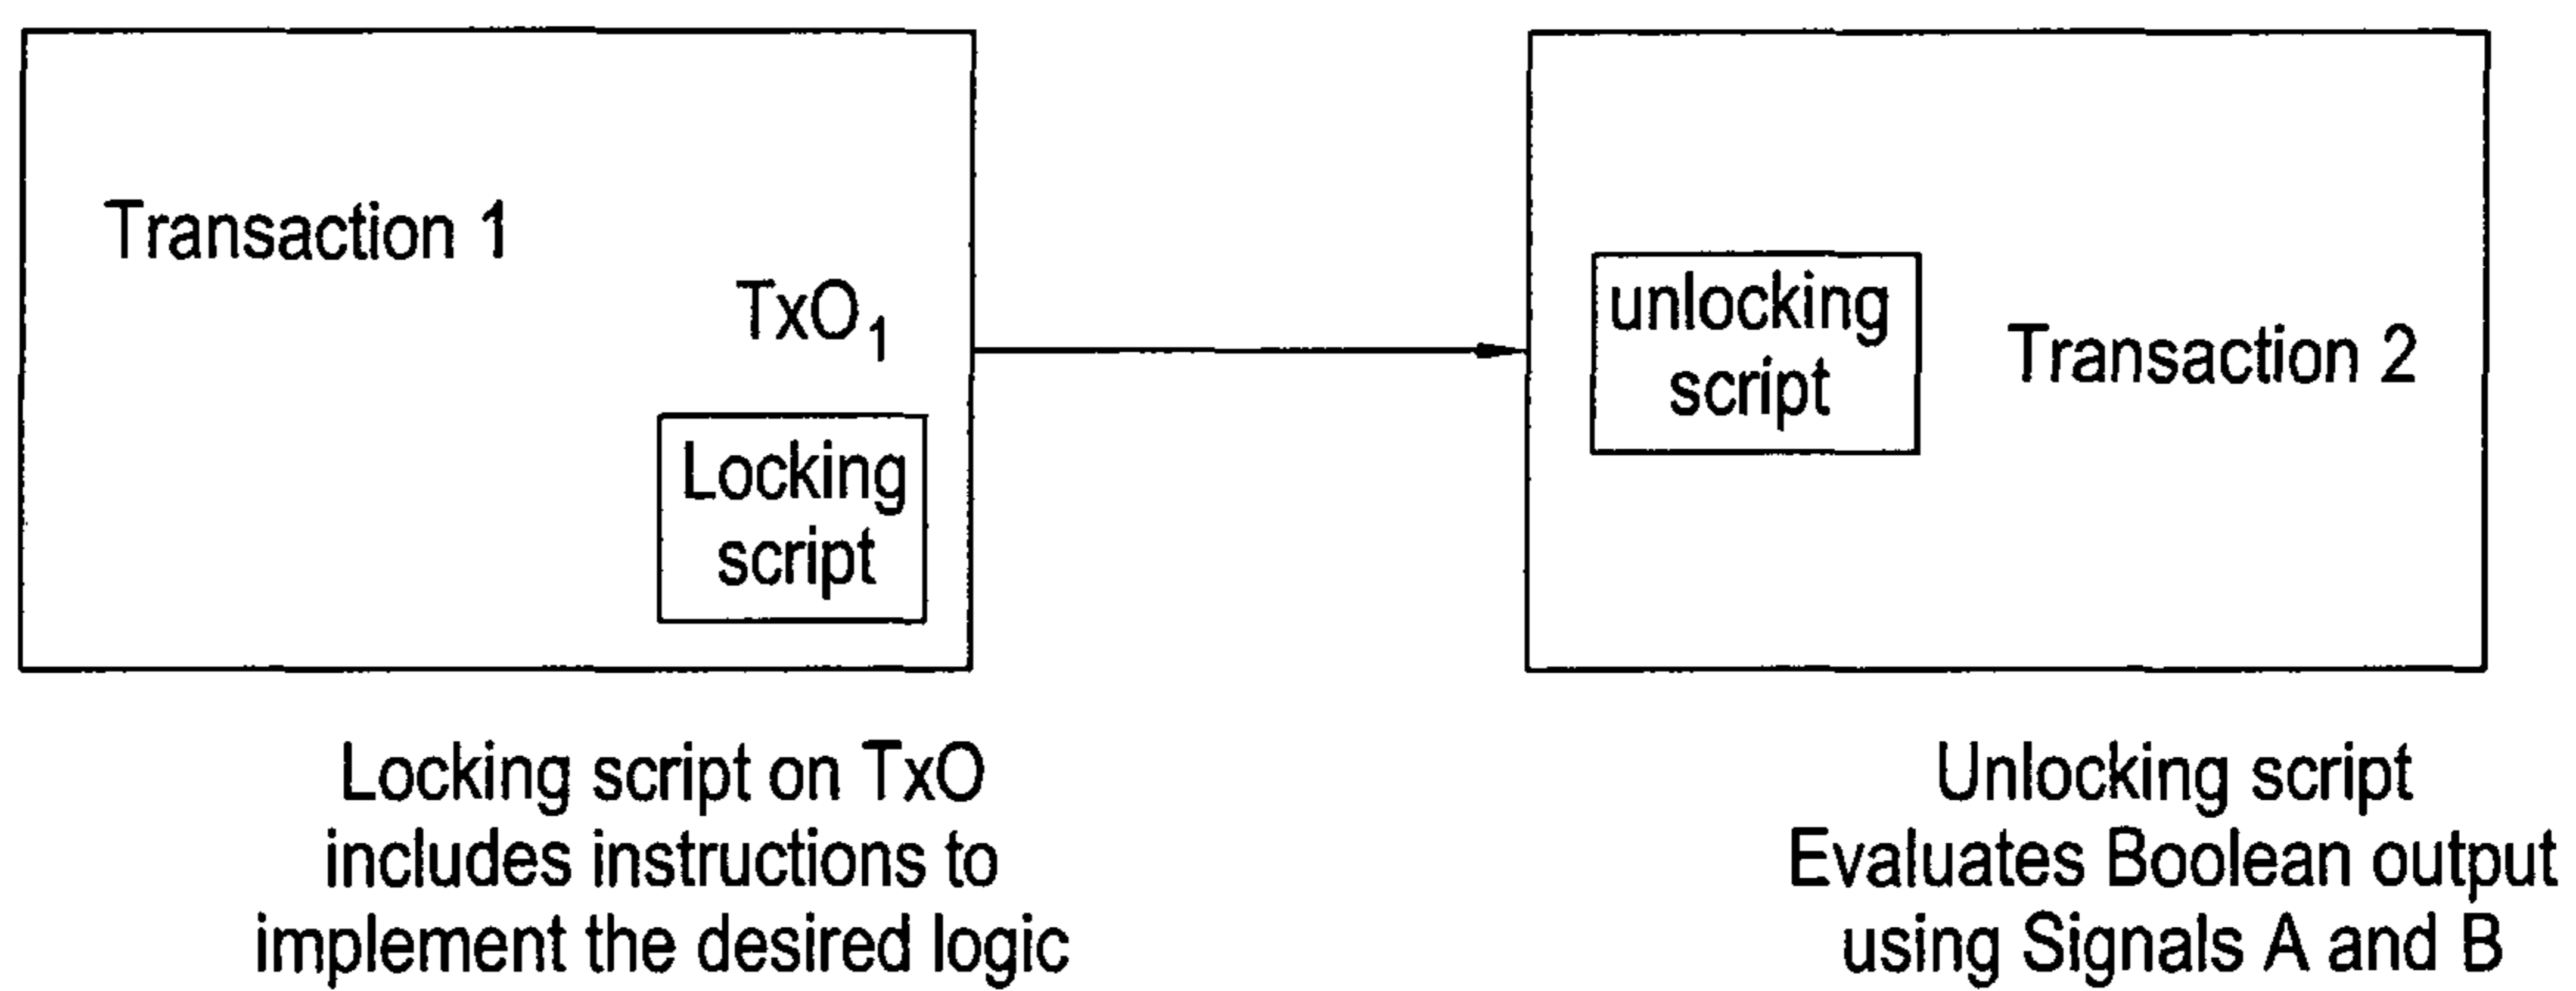 Transaction 1
TxO₁
Locking
script
unlocking
script
Transaction 2
Locking script on TxO
includes instructions to
implement the desired logic
Unlocking script
Evaluates Boolean output
using Signals A and B